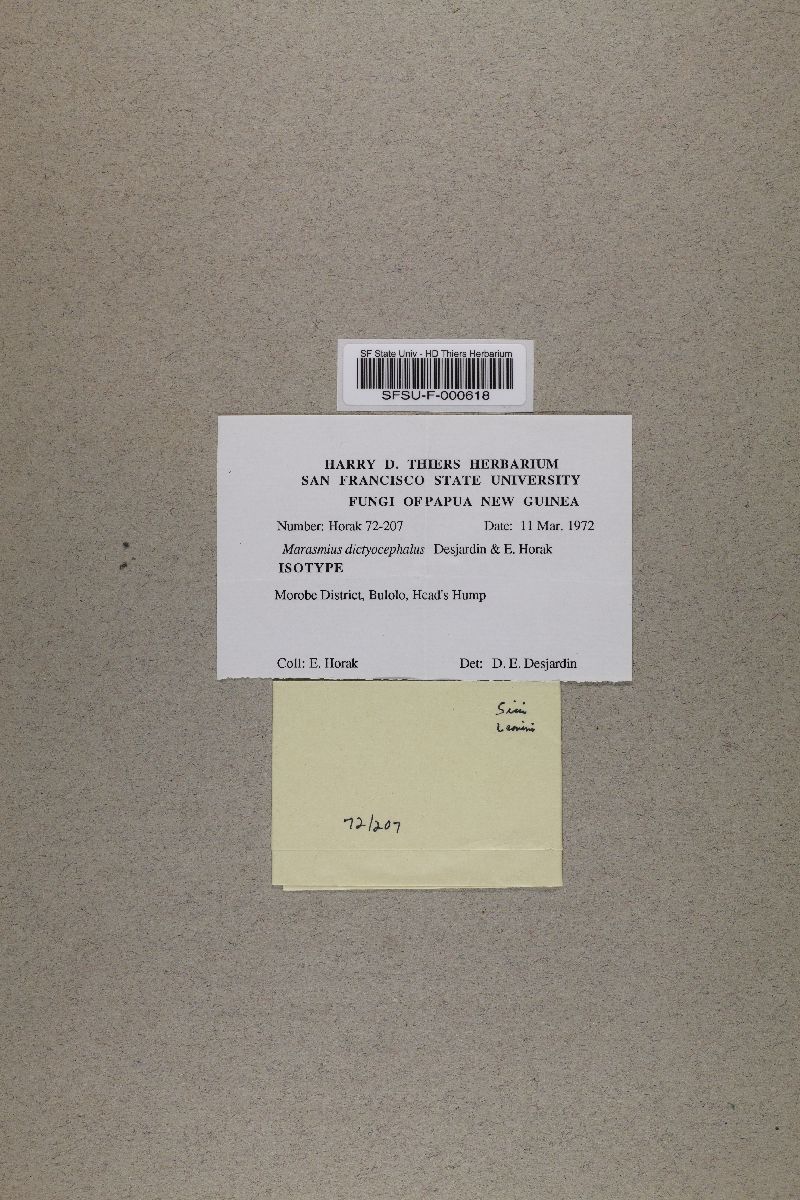 SF State Univ - HD Thiers Herbarium
SFSU-F-000618
HARRY D. THIERS HERBARIUM
SAN FRANCISCO STATE UNIVERSITY
FUNGI OF PAPUA NEW GUINEA
Number: Horak 72-207 Date: 11 Mar. 1972
Marasmius dictyocephalus Desjardin & E. Horak
ISOTYPE
Morobe District, Bulolo, Head's Hump
Coll: E. Horak Det: D. E. Desjardin
72/207